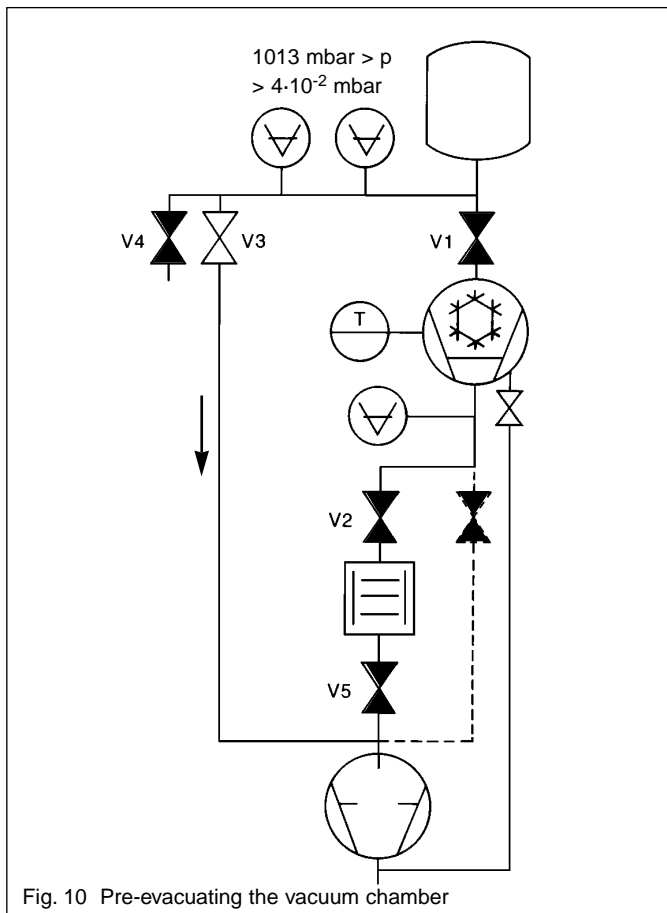 1013 mbar > p
> 4·10⁻² mbar
V4
V3
V1
T
V2
V5
Fig. 10 Pre-evacuating the vacuum chamber